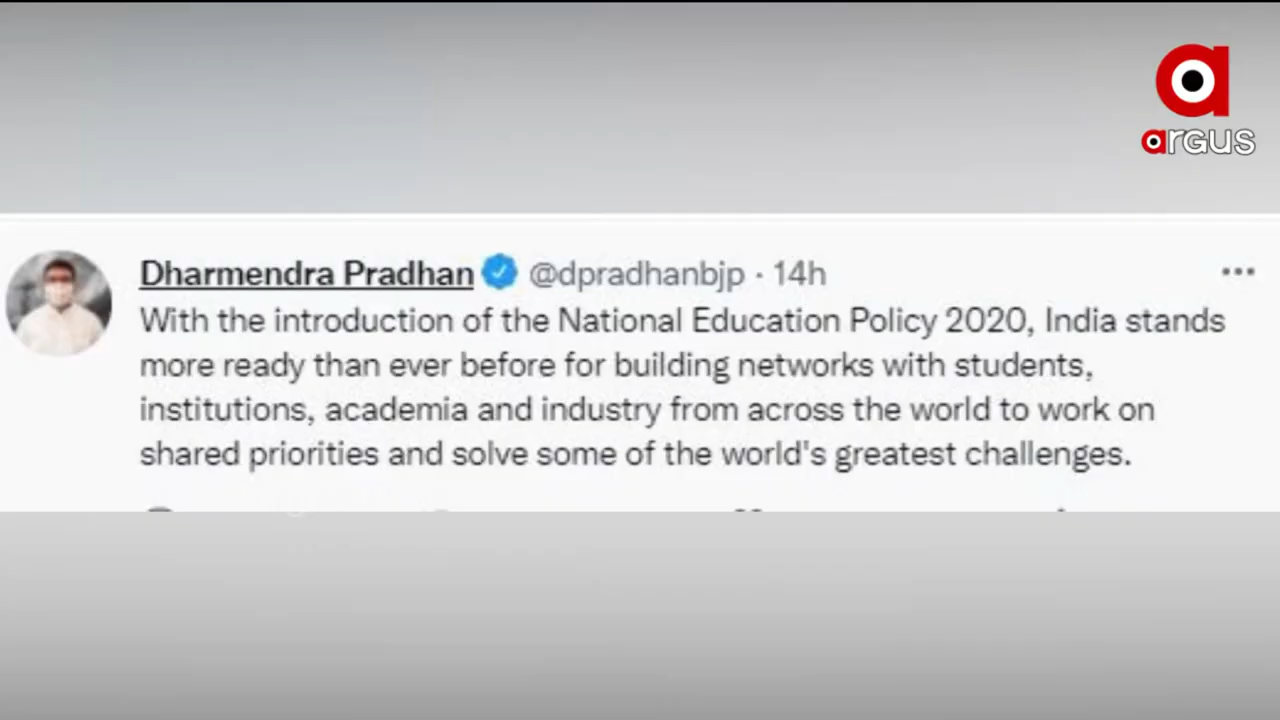 a
argus
Dharmendra Pradhan @dpradhanbjp · 14h
With the introduction of the National Education Policy 2020, India stands
more ready than ever before for building networks with students,
institutions, academia and industry from across the world to work on
shared priorities and solve some of the world's greatest challenges.